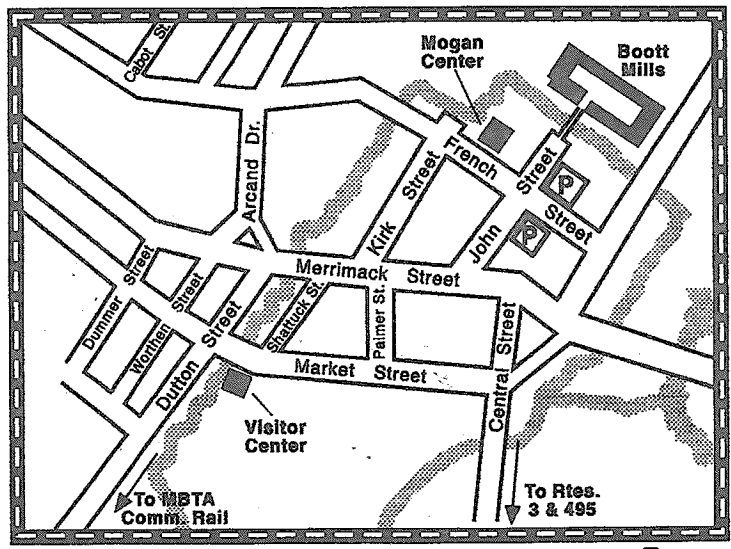 Cabot St.
Mogan
Center
Boott
Mills
Arcand Dr.
Kirk
Street
French
Street
John
Street
P
P
Merrimack Street
Dummer
Street
Worthen
Street
Dutton
Street
Shattuck St.
Palmer St.
Central
Street
Market Street
Visitor
Center
To MBTA
Comm. Rail
To Rtes.
3 & 495